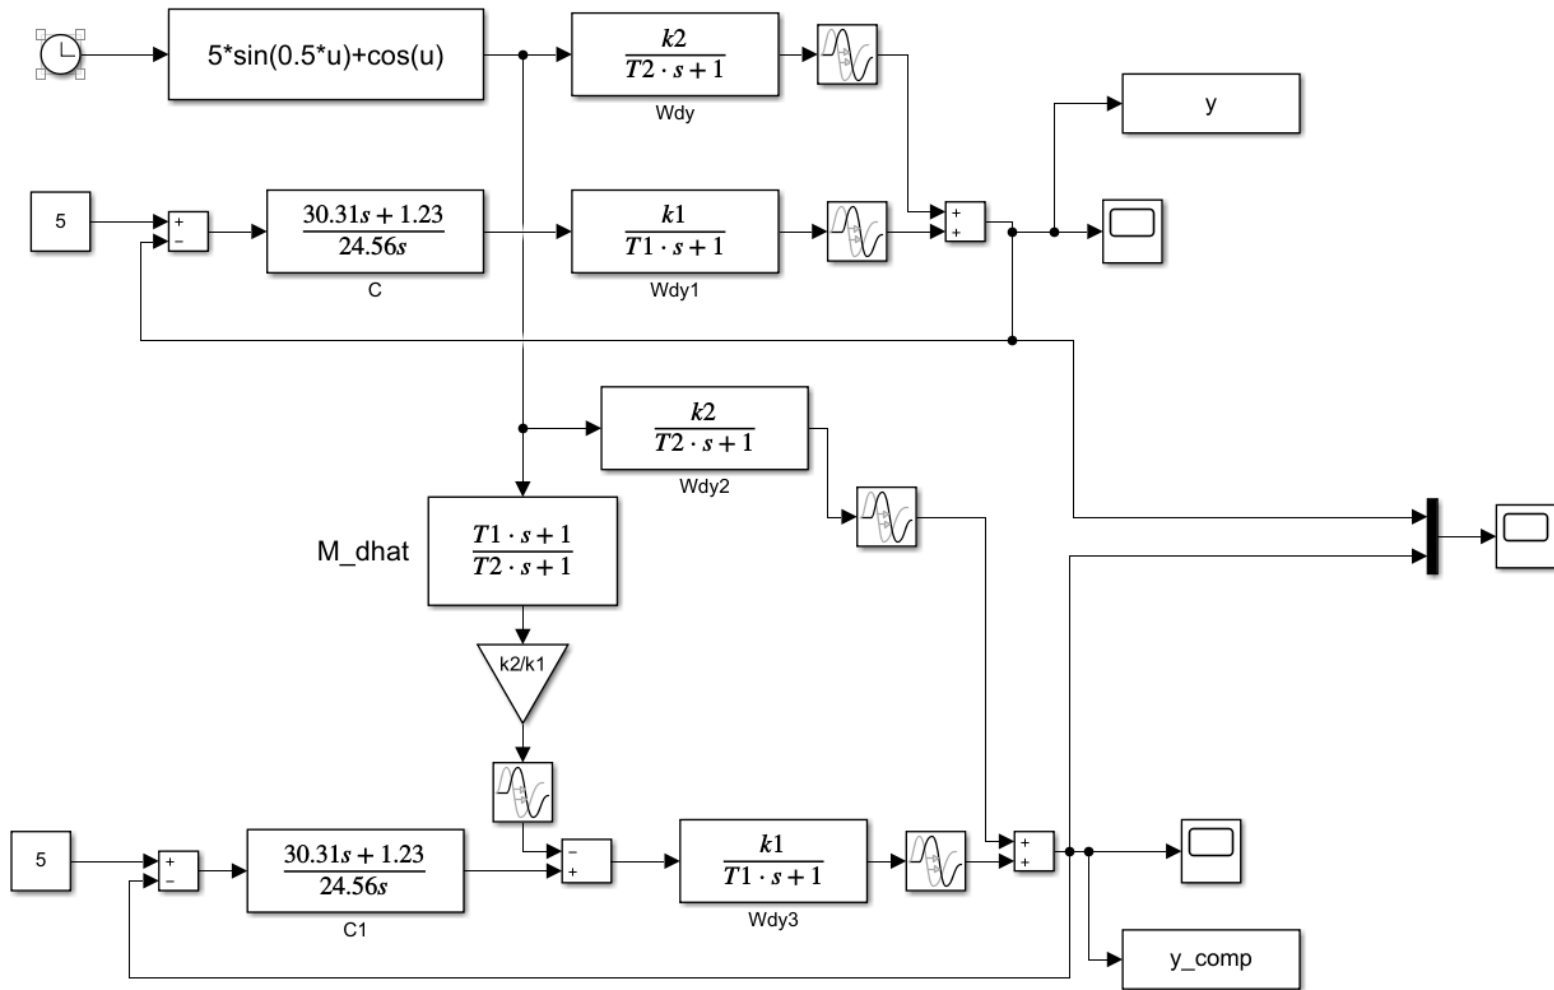 5*sin(0.5*u)+cos(u)
k2
T2 · s + 1
Wdy
y
5
+
−
30.31s + 1.23
24.56s
C
k1
T1 · s + 1
Wdy1
+
+
k2
T2 · s + 1
Wdy2
M_dhat
T1 · s + 1
T2 · s + 1
k2/k1
5
+
−
30.31s + 1.23
24.56s
C1
−
+
k1
T1 · s + 1
Wdy3
+
+
y_comp